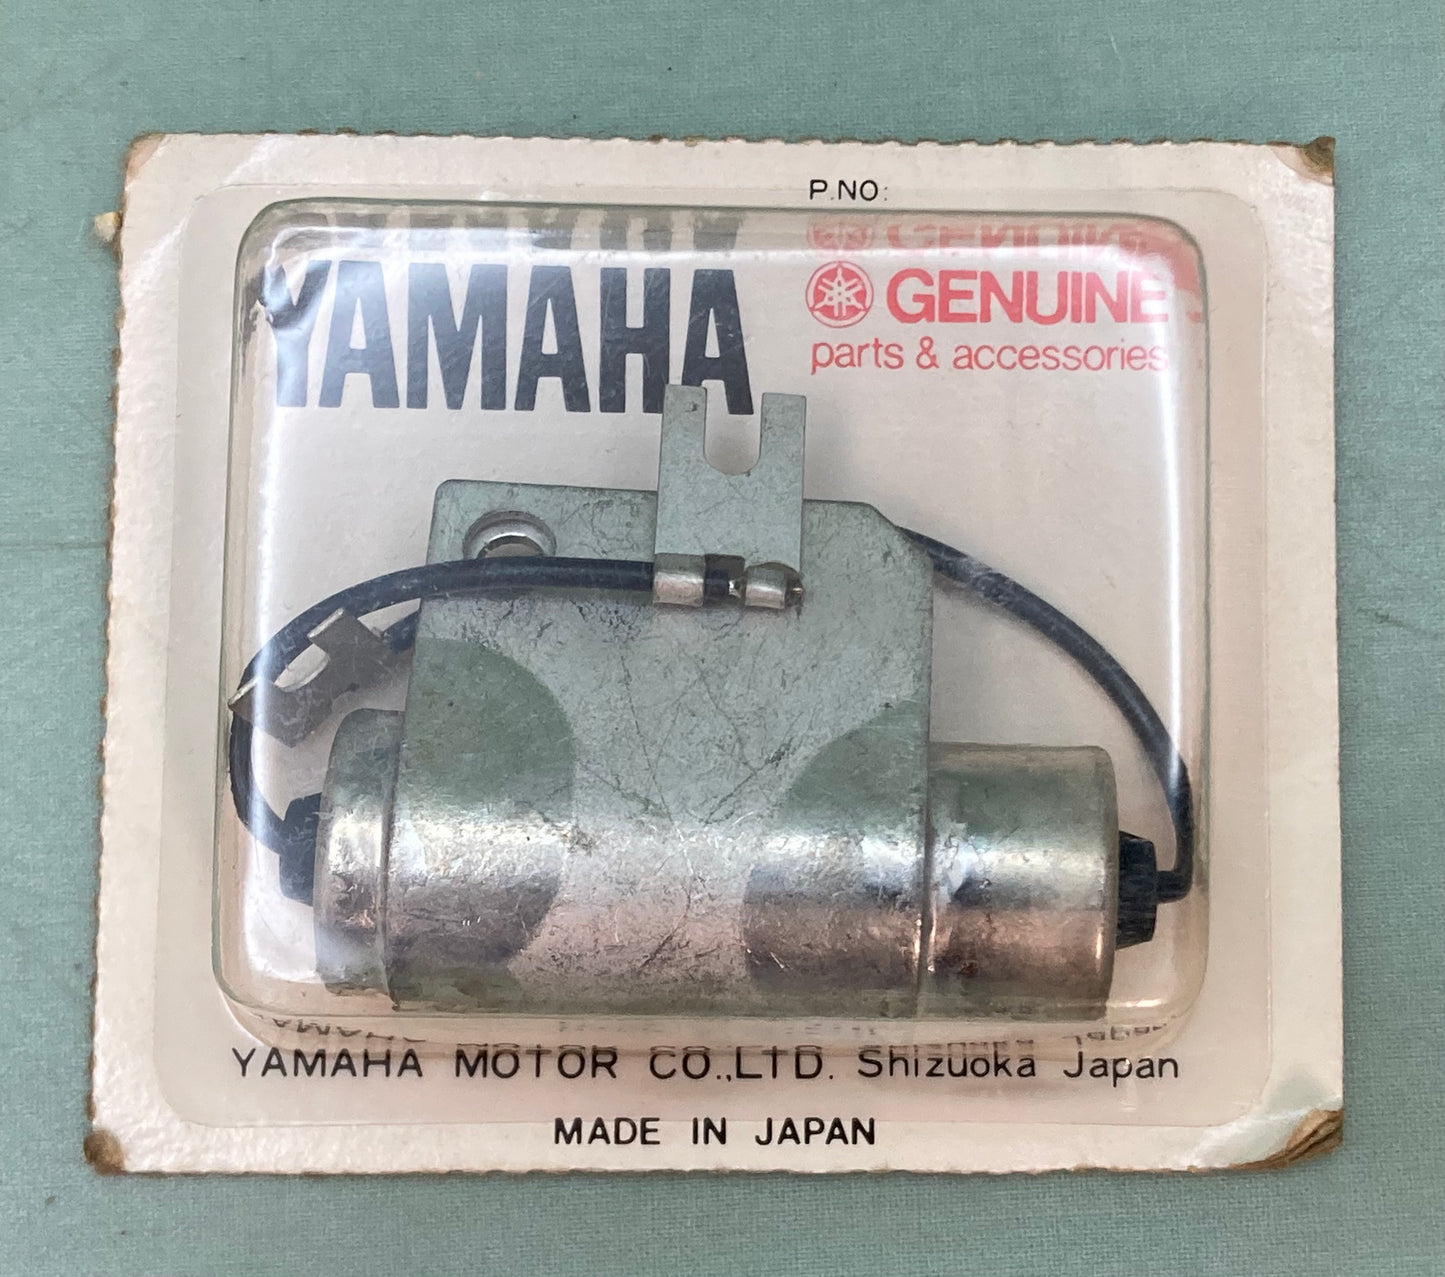 P.NO:
YAMAHA
GENUINE
parts & accessories
YAMAHA MOTOR CO.,LTD. Shizuoka Japan
MADE IN JAPAN